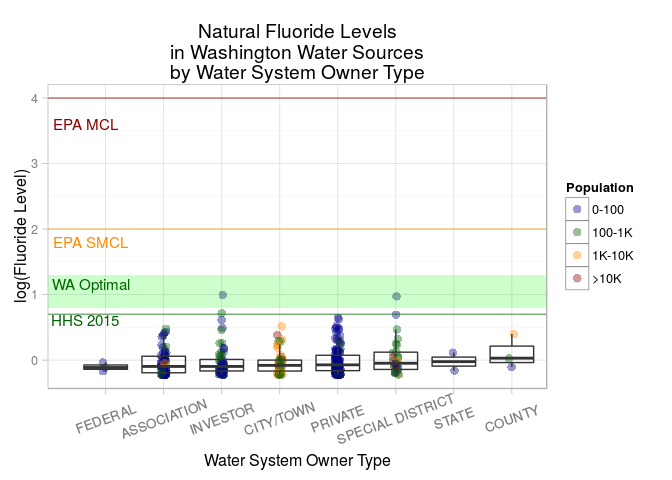 Natural Fluoride Levels
in Washington Water Sources
by Water System Owner Type
log(Fluoride Level)
4
3
2
1
0
EPA MCL
EPA SMCL
WA Optimal
HHS 2015
FEDERAL
ASSOCIATION
INVESTOR
CITY/TOWN
PRIVATE
SPECIAL DISTRICT
STATE
COUNTY
Water System Owner Type
Population
0-100
100-1K
1K-10K
>10K